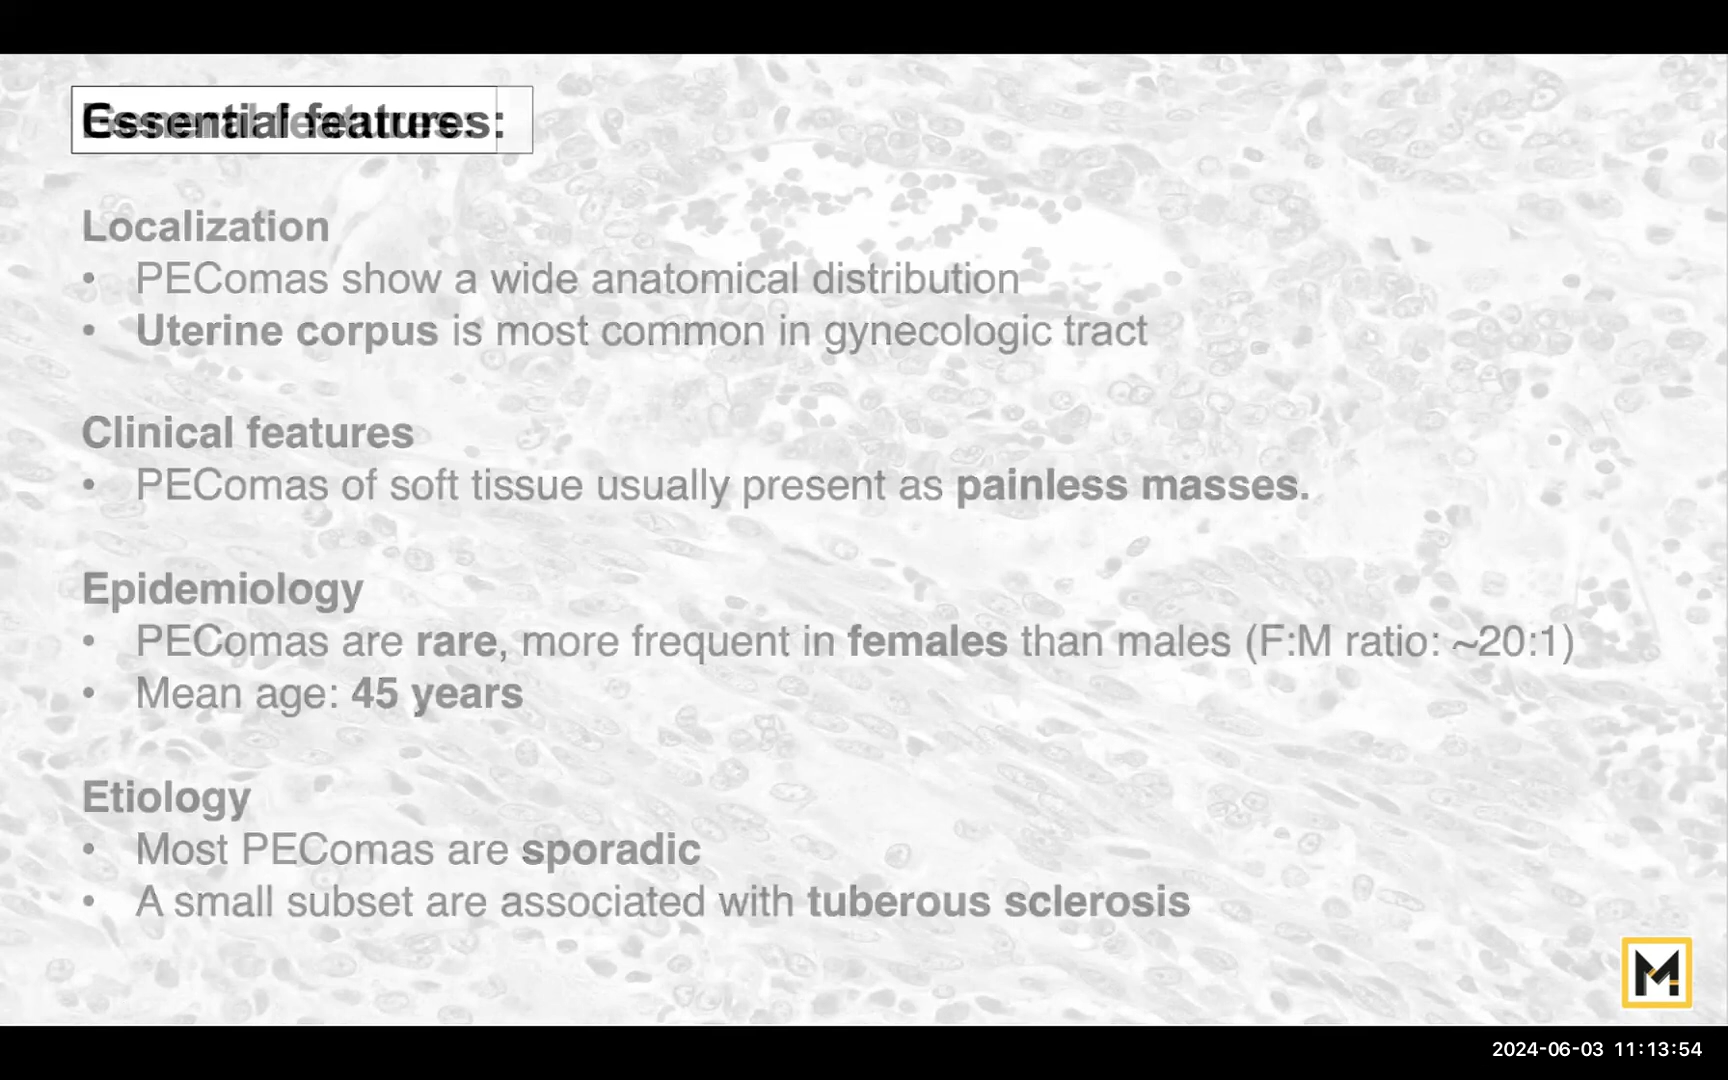 Essential features:
Localization
• PEComas show a wide anatomical distribution
• Uterine corpus is most common in gynecologic tract
Clinical features
• PEComas of soft tissue usually present as painless masses.
Epidemiology
• PEComas are rare, more frequent in females than males (F:M ratio: ~20:1)
• Mean age: 45 years
Etiology
• Most PEComas are sporadic
• A small subset are associated with tuberous sclerosis
M
2024-06-03 11:13:54